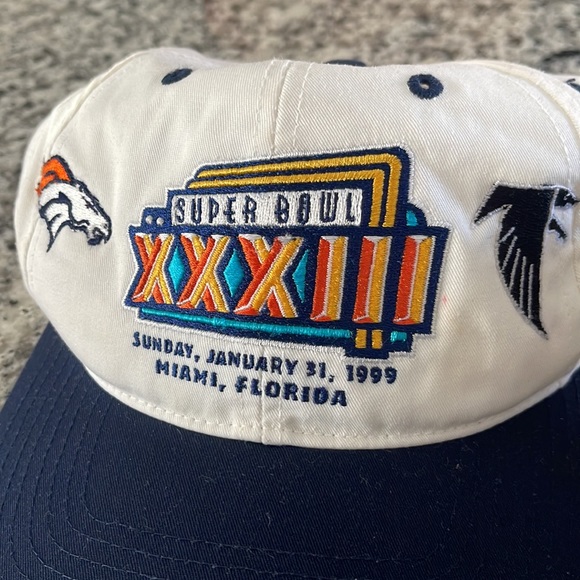 SUPER BOWL
XXXIII
SUNDAY, JANUARY 31, 1999
MIAMI, FLORIDA